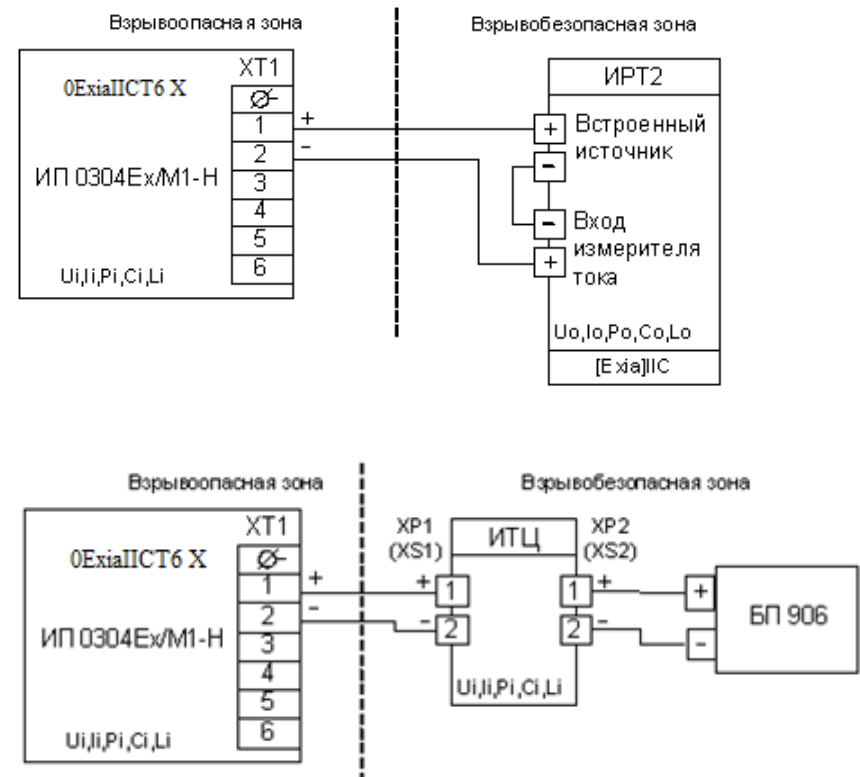 Взрывоопасная зона
Взрывобезопасная зона
0ExiaIICT6 X
XT1
1
+
2
-
3
4
5
6
ИП 0304Ex/М1-Н
Ui,Ii,Pi,Ci,Li
ИРТ2
+
Встроенный
источник
-
-
Вход
измерителя
тока
+
Uo,Io,Po,Co,Lo
[Exia]IIC
Взрывоопасная зона
Взрывобезопасная зона
0ExiaIICT6 X
XT1
1
+
2
-
3
4
5
6
ИП 0304Ex/М1-Н
Ui,Ii,Pi,Ci,Li
XP1
(XS1)
ИТЦ
XP2
(XS2)
+
1
1
+
-
2
2
-
Ui,Ii,Pi,Ci,Li
+
-
БП 906